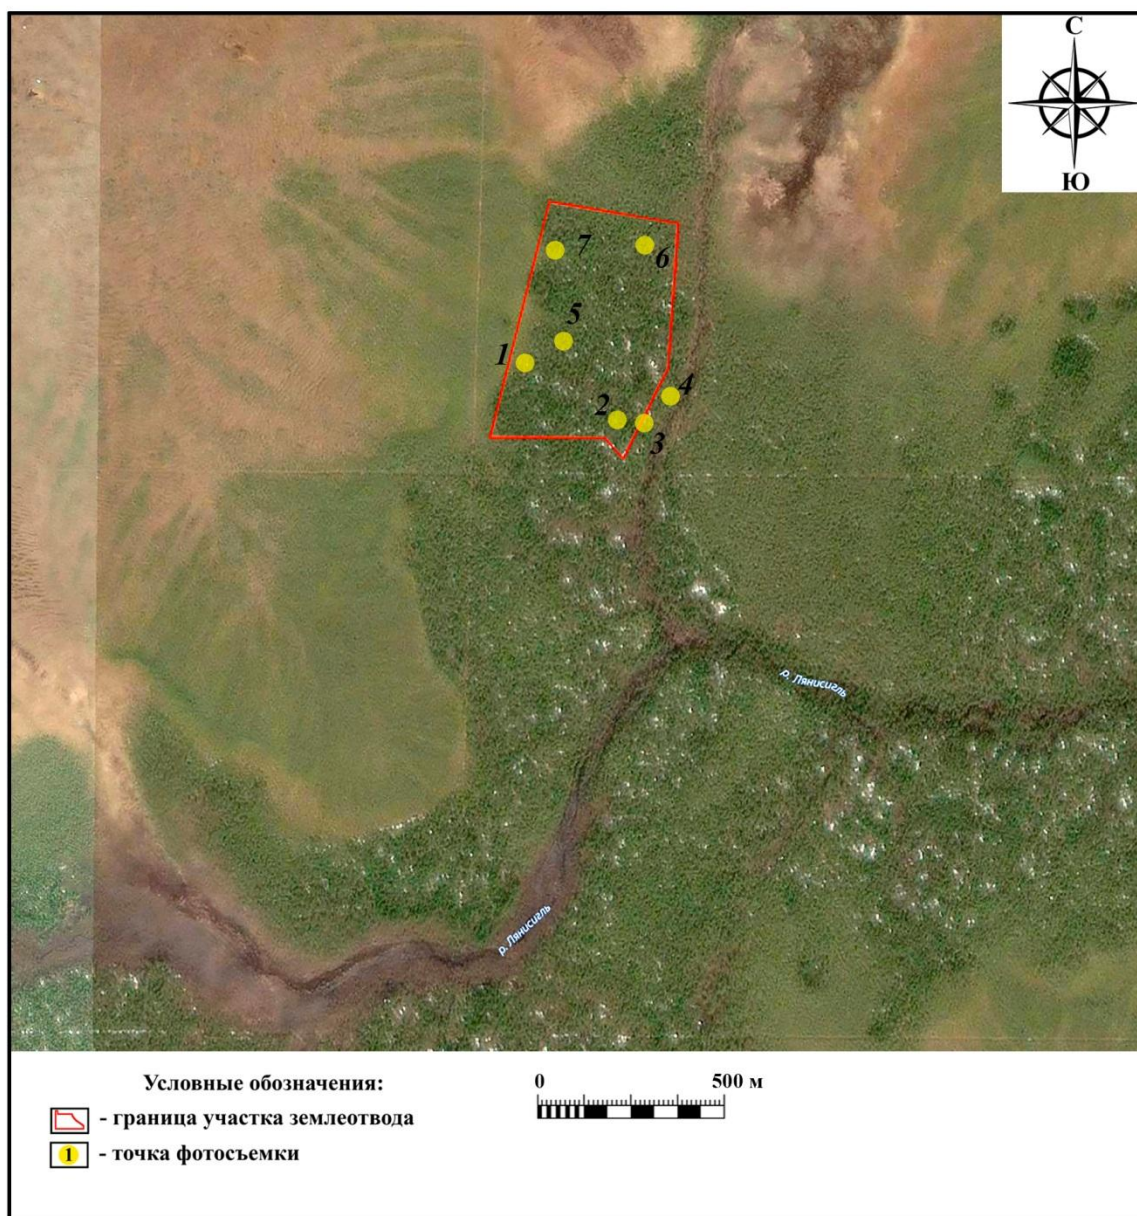 С
Ю
7
6
5
1
2
4
3
р. Лянисигль
р. Лянисигль
Условные обозначения:
- граница участка землеотвода
1 - точка фотосъемки
0 500 м